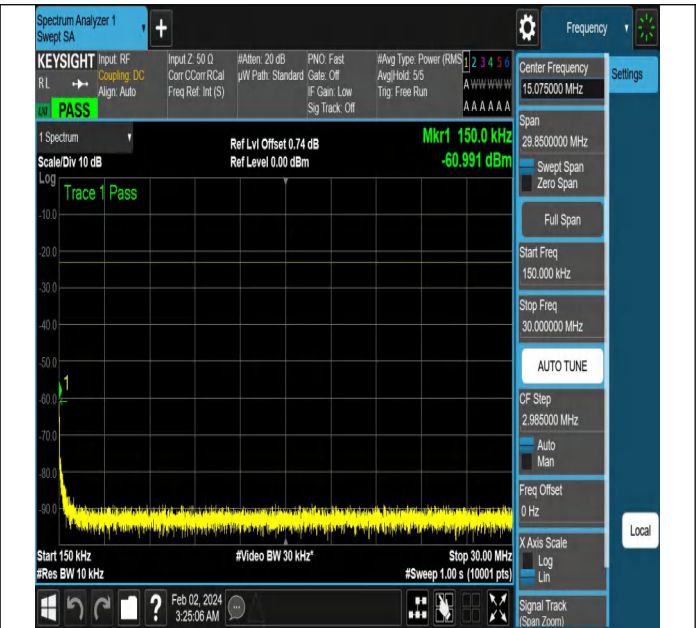 Spectrum Analyzer 1
Swept SA
+
Frequency
KEYSIGHT
RL
PASS
Input: RF
Coupling: DC
Align: Auto
Input Z: 50 Ω
Corr CCorr RCal
Freq Ref: Int (S)
#Atten: 20 dB
µW Path: Standard
PNO: Fast
Gate: Off
IF Gain: Low
Sig Track: Off
#Avg Type: Power (RMS
Avg|Hold: 5/5
Trig: Free Run
1 2 3 4 5 6
A W W W W W
A A A A A A
Settings
1 Spectrum
Scale/Div 10 dB
Ref Lvl Offset 0.74 dB
Ref Level 0.00 dBm
Mkr1 150.0 kHz
-60.991 dBm
Log
Trace 1 Pass
-10.0
-20.0
-30.0
-40.0
-50.0
1
-60.0
-70.0
-80.0
-90.0
Start 150 kHz
#Res BW 10 kHz
#Video BW 30 kHz*
Stop 30.00 MHz
#Sweep 1.00 s (10001 pts)
Center Frequency
15.075000 MHz
Span
29.8500000 MHz
Swept Span
Zero Span
Full Span
Start Freq
150.000 kHz
Stop Freq
30.000000 MHz
AUTO TUNE
CF Step
2.985000 MHz
Auto
Man
Freq Offset
0 Hz
X Axis Scale
Log
Lin
Signal Track
(Span Zoom)
Local
?
Feb 02, 2024
3:25:06 AM